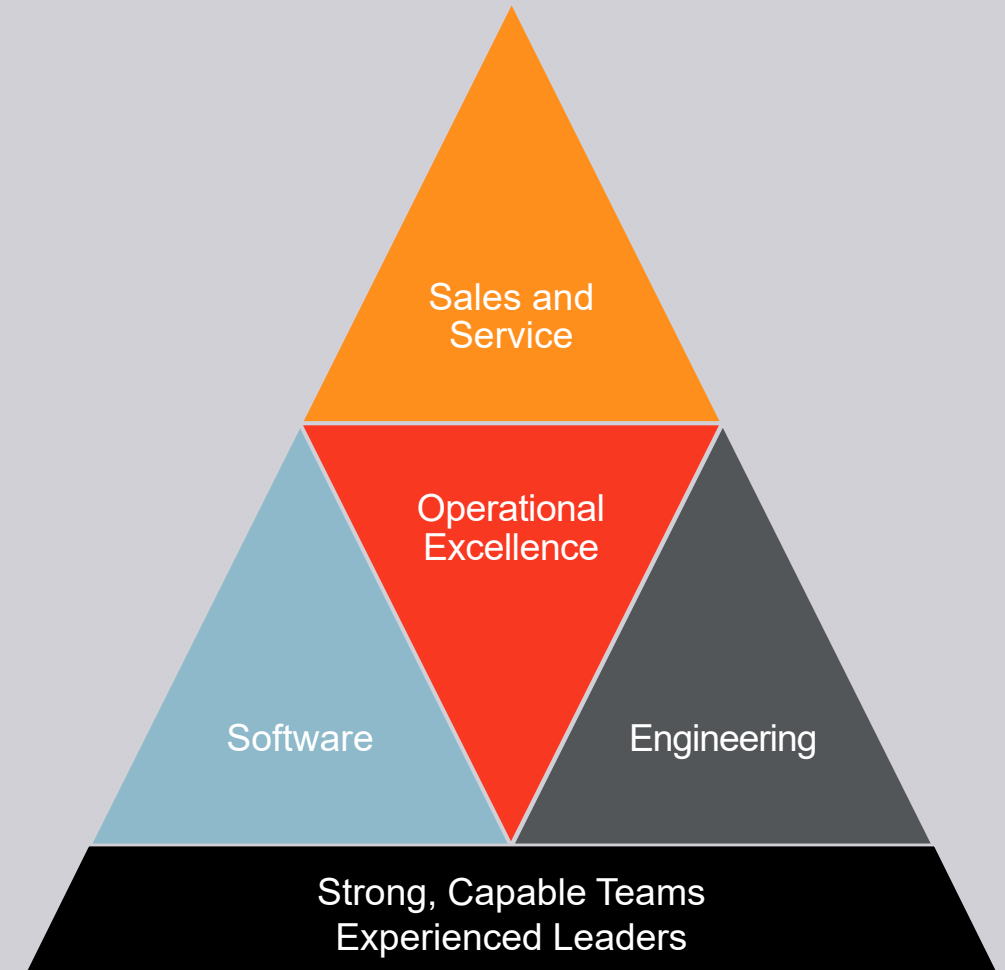 Sales and
Service
Operational
Excellence
Software
Engineering
Strong, Capable Teams
Experienced Leaders